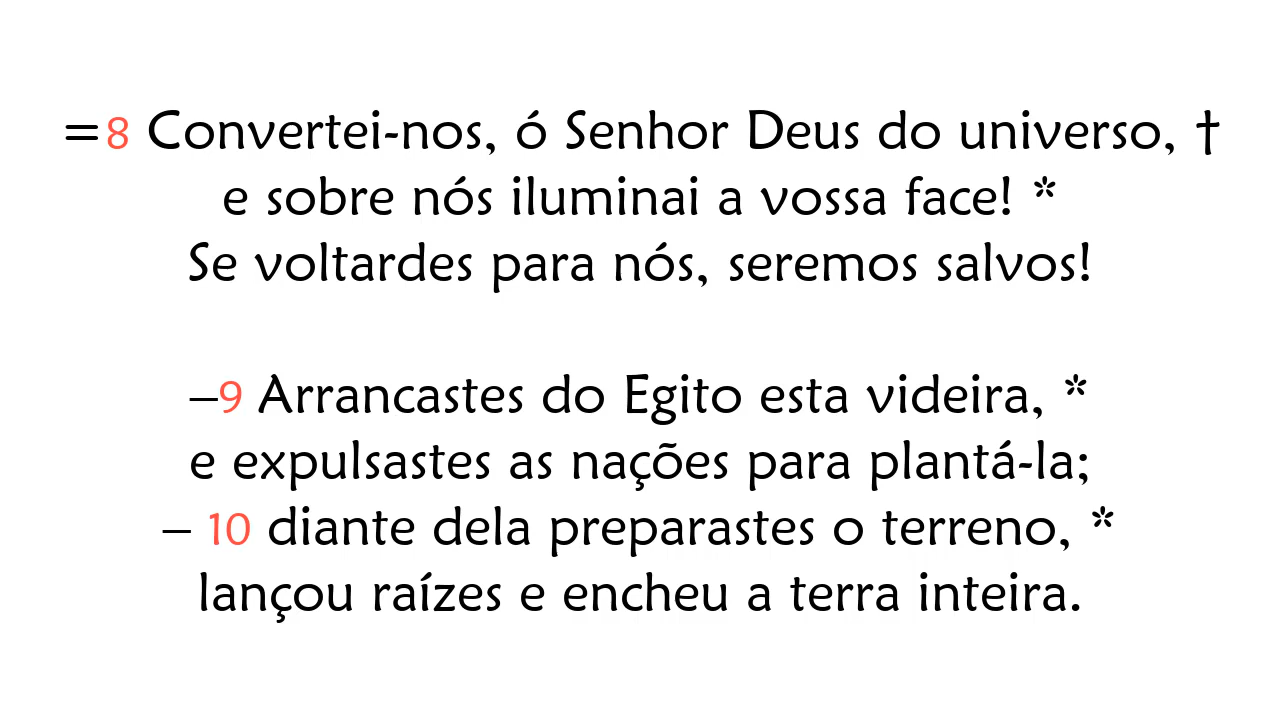 =8 Convertei-nos, ó Senhor Deus do universo, †
e sobre nós iluminai a vossa face! *
Se voltardes para nós, seremos salvos!
–9 Arrancastes do Egito esta videira, *
e expulsastes as nações para plantá-la;
– 10 diante dela preparastes o terreno, *
lançou raízes e encheu a terra inteira.